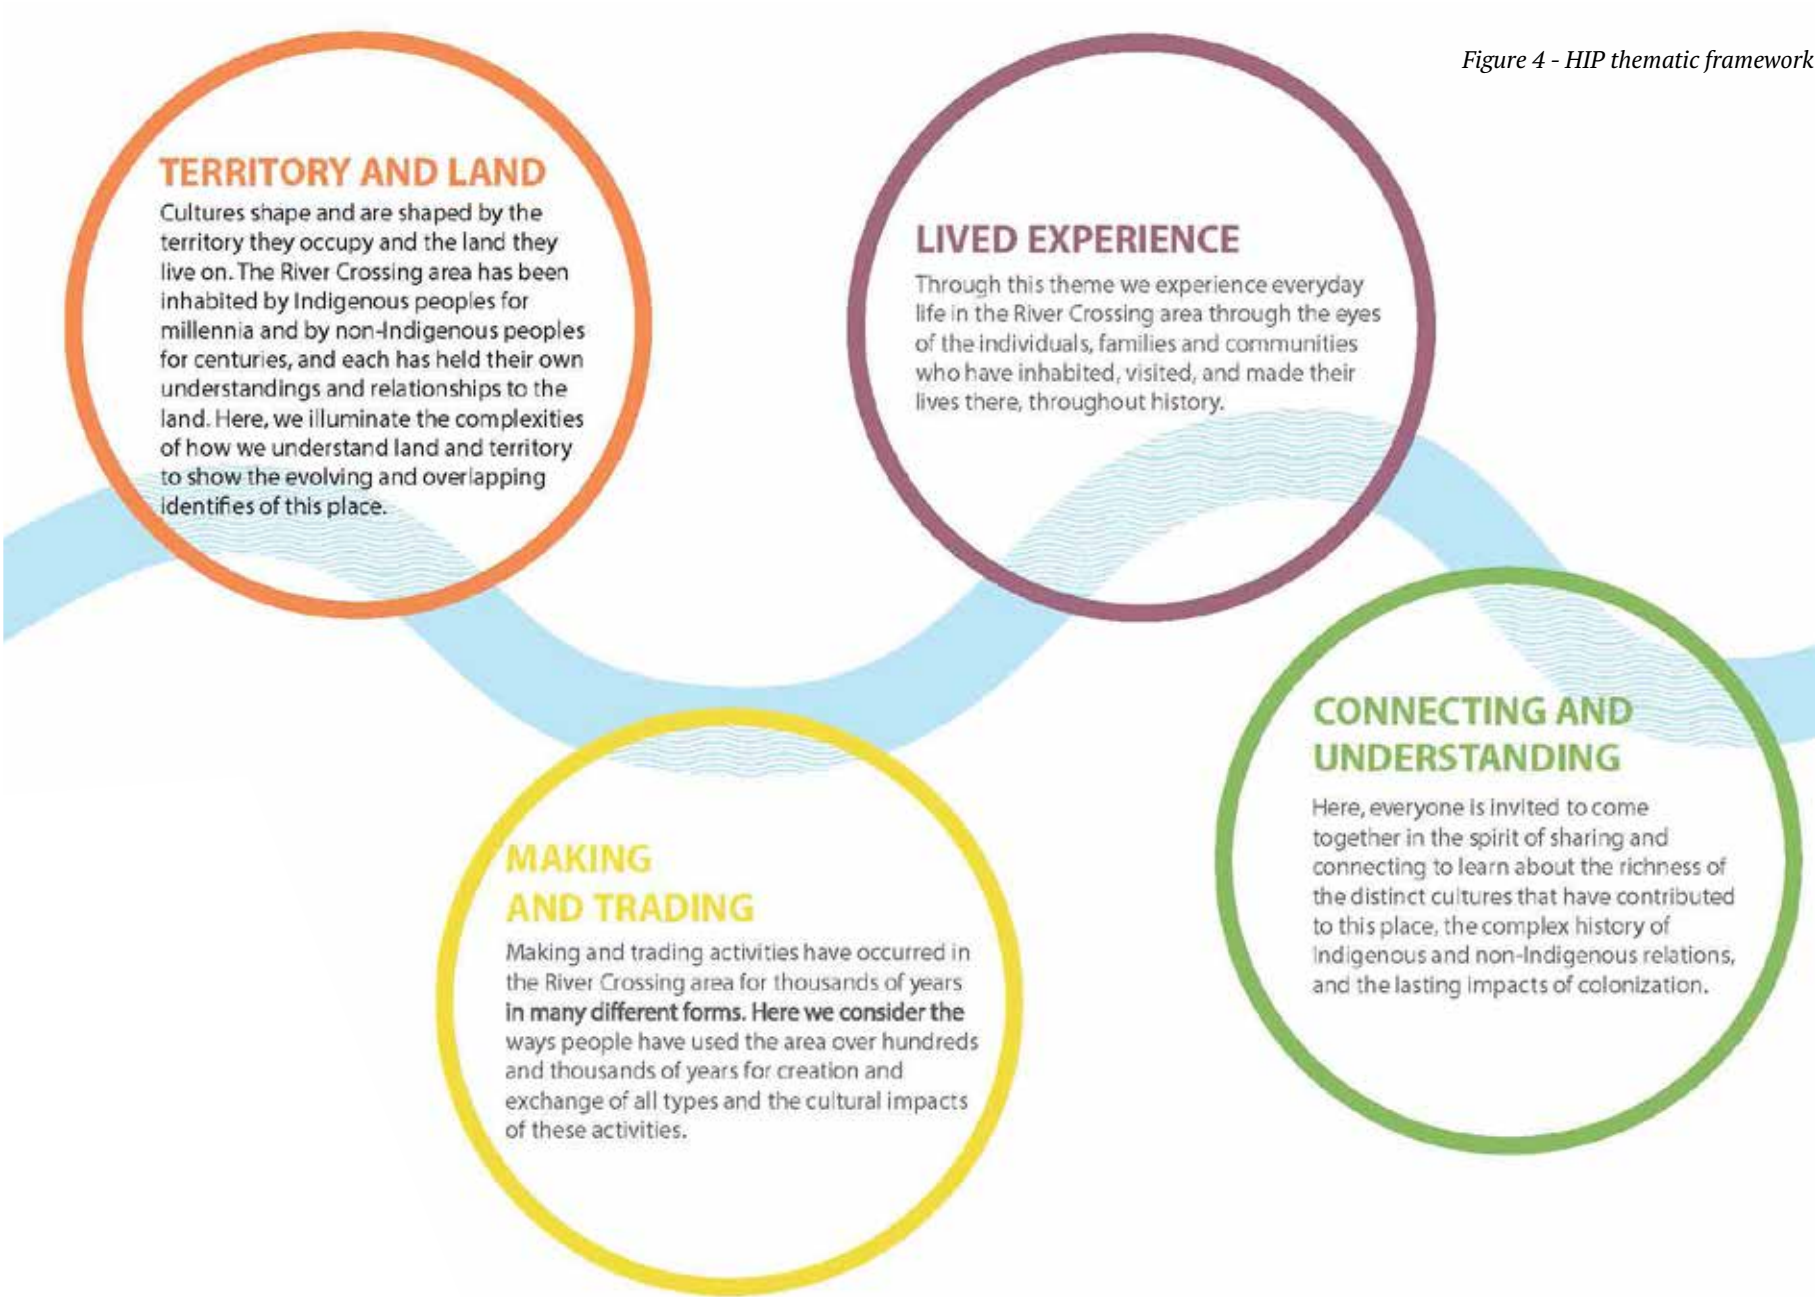 Figure 4 - HIP thematic framework
TERRITORY AND LAND
Cultures shape and are shaped by the
territory they occupy and the land they
live on. The River Crossing area has been
inhabited by Indigenous peoples for
millennia and by non-Indigenous peoples
for centuries, and each has held their own
understandings and relationships to the
land. Here, we illuminate the complexities
of how we understand land and territory
to show the evolving and overlapping
identifies of this place.
LIVED EXPERIENCE
Through this theme we experience everyday
life in the River Crossing area through the eyes
of the individuals, families and communities
who have inhabited, visited, and made their
lives there, throughout history.
MAKING
AND TRADING
Making and trading activities have occurred in
the River Crossing area for thousands of years
in many different forms. Here we consider the
ways people have used the area over hundreds
and thousands of years for creation and
exchange of all types and the cultural impacts
of these activities.
CONNECTING AND
UNDERSTANDING
Here, everyone is invited to come
together in the spirit of sharing and
connecting to learn about the richness of
the distinct cultures that have contributed
to this place, the complex history of
Indigenous and non-Indigenous relations,
and the lasting impacts of colonization.